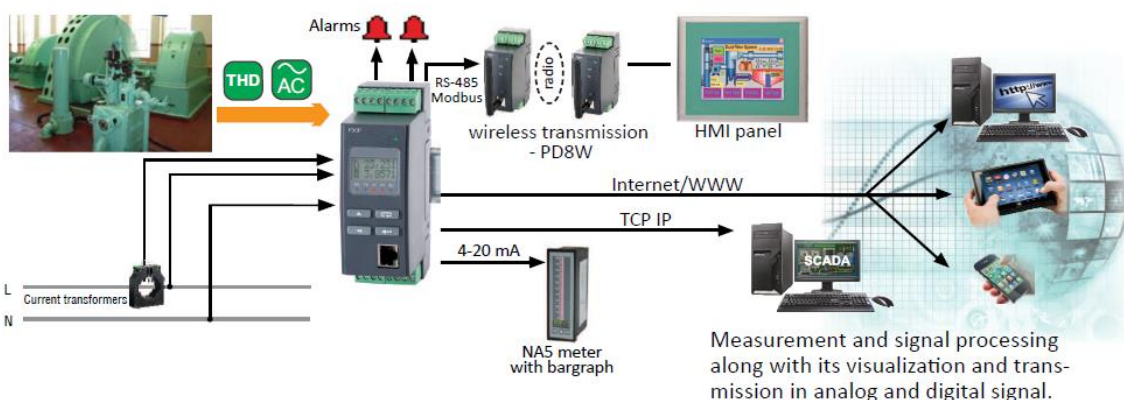 Alarms
THD
AC
RS-485
Modbus
radio
wireless transmission
- PD8W
HMI panel
http://www
Internet/WWW
TCP IP
4-20 mA
SCADA
L
Current transformers
N
NA5 meter
with bargraph
Measurement and signal processing
along with its visualization and trans-
mission in analog and digital signal.